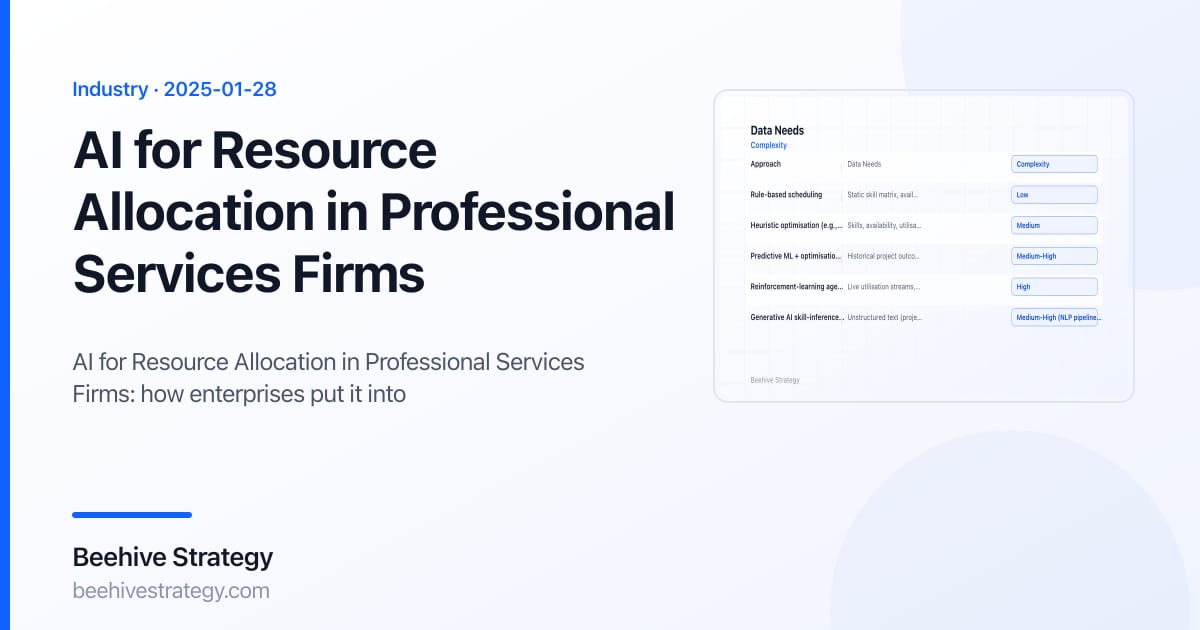 Industry · 2025-01-28
AI for Resource
Allocation in Professional
Services Firms
AI for Resource Allocation in Professional Services
Firms: how enterprises put it into
Beehive Strategy
beehivestrategy.com
Data Needs
Complexity
Approach Data Needs Complexity
Rule-based scheduling Static skill matrix, avail... Low
Heuristic optimisation (e.g.,... Skills, availability, utilisa... Medium
Predictive ML + optimisatio... Historical project outco... Medium-High
Reinforcement-learning age... Live utilisation streams,... High
Generative AI skill-inference... Unstructured text (proje... Medium-High (NLP pipeline...
Beehive Strategy